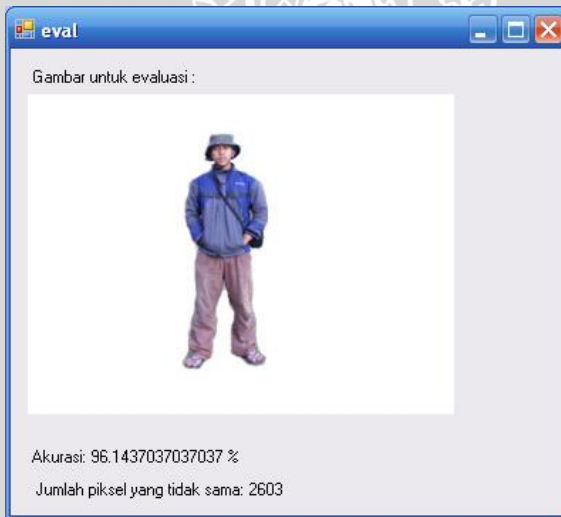 eval
Gambar untuk evaluasi :
Akurasi: 96.1437037037037 %
Jumlah piksel yang tidak sama: 2603